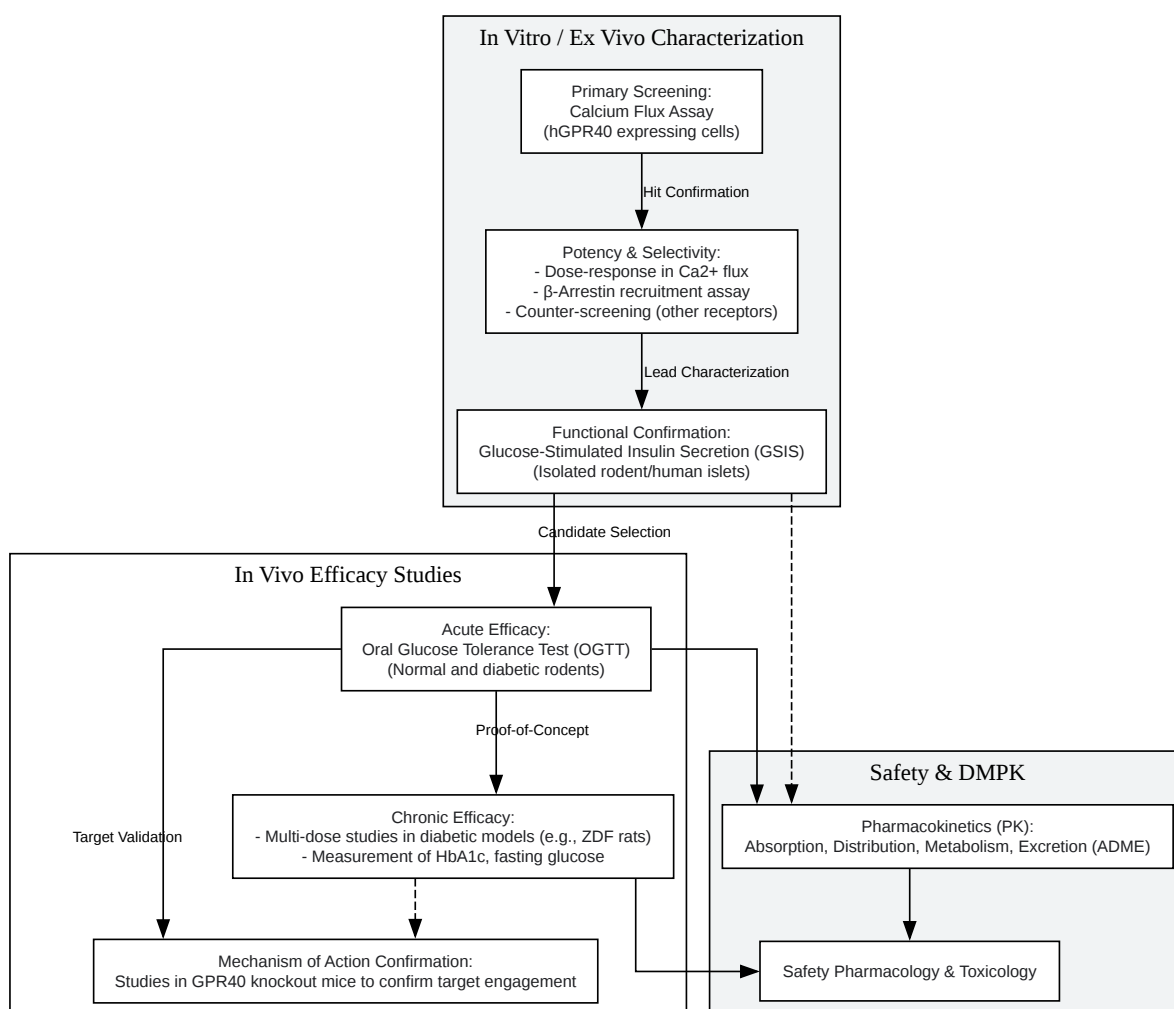 In Vitro / Ex Vivo Characterization
Primary Screening:
Calcium Flux Assay
(hGPR40 expressing cells)
Hit Confirmation
Potency & Selectivity:
- Dose-response in Ca2+ flux
- β-Arrestin recruitment assay
- Counter-screening (other receptors)
Lead Characterization
Functional Confirmation:
Glucose-Stimulated Insulin Secretion (GSIS)
(Isolated rodent/human islets)
Candidate Selection
In Vivo Efficacy Studies
Acute Efficacy:
Oral Glucose Tolerance Test (OGTT)
(Normal and diabetic rodents)
Proof-of-Concept
Chronic Efficacy:
- Multi-dose studies in diabetic models (e.g., ZDF rats)
- Measurement of HbA1c, fasting glucose
Target Validation
Mechanism of Action Confirmation:
Studies in GPR40 knockout mice to confirm target engagement
Safety & DMPK
Pharmacokinetics (PK):
Absorption, Distribution, Metabolism, Excretion (ADME)
Safety Pharmacology & Toxicology